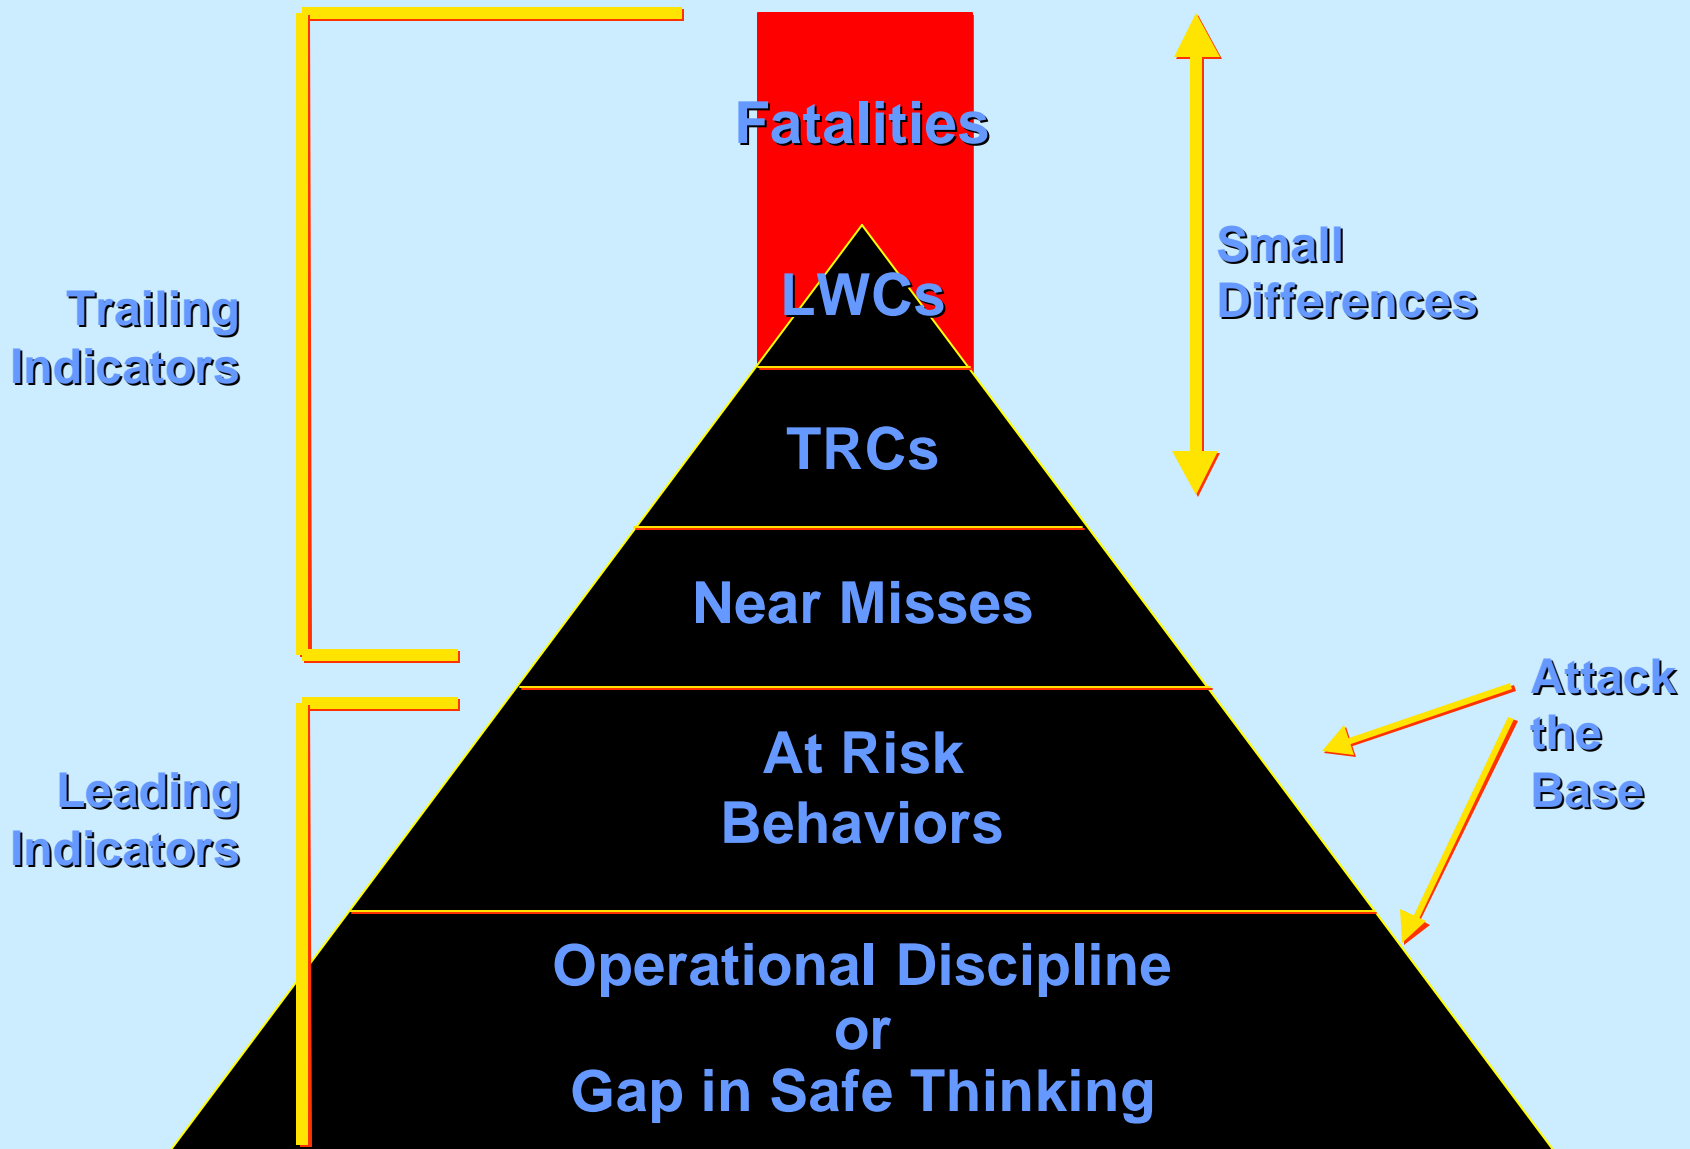 Fatalities
LWCs
TRCs
Near Misses
At Risk
Behaviors
Operational Discipline
or
Gap in Safe Thinking
Trailing
Indicators
Leading
Indicators
Small
Differences
Attack
the
Base